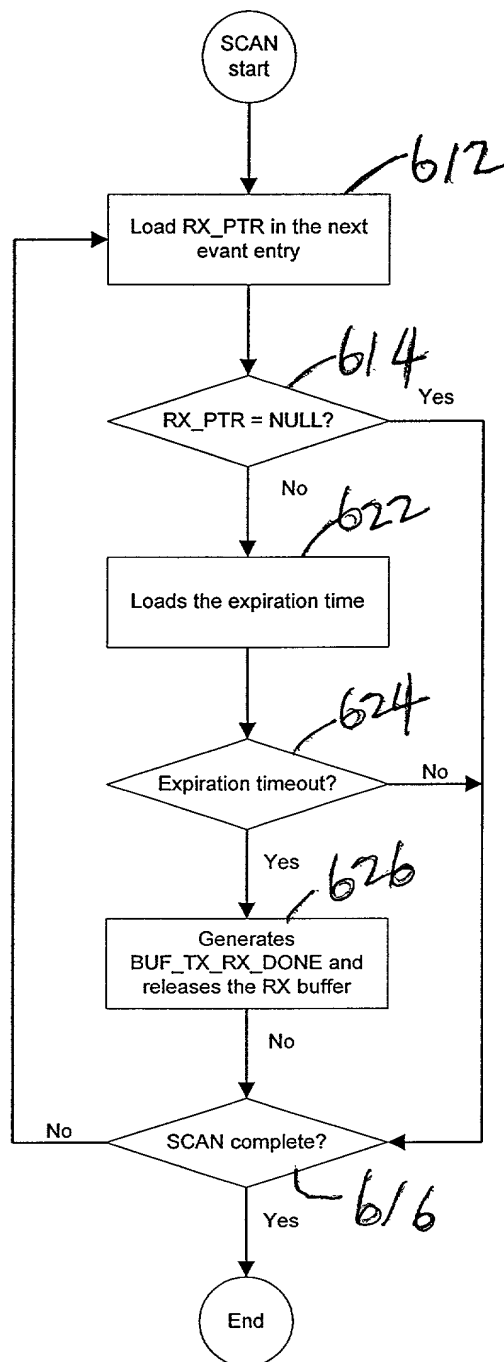 SCAN
start
612
Load RX_PTR in the next
evant entry
614
RX_PTR = NULL?
Yes
No
622
Loads the expiration time
624
Expiration timeout?
No
Yes
626
Generates
BUF_TX_RX_DONE and
releases the RX buffer
No
No
SCAN complete?
616
Yes
End